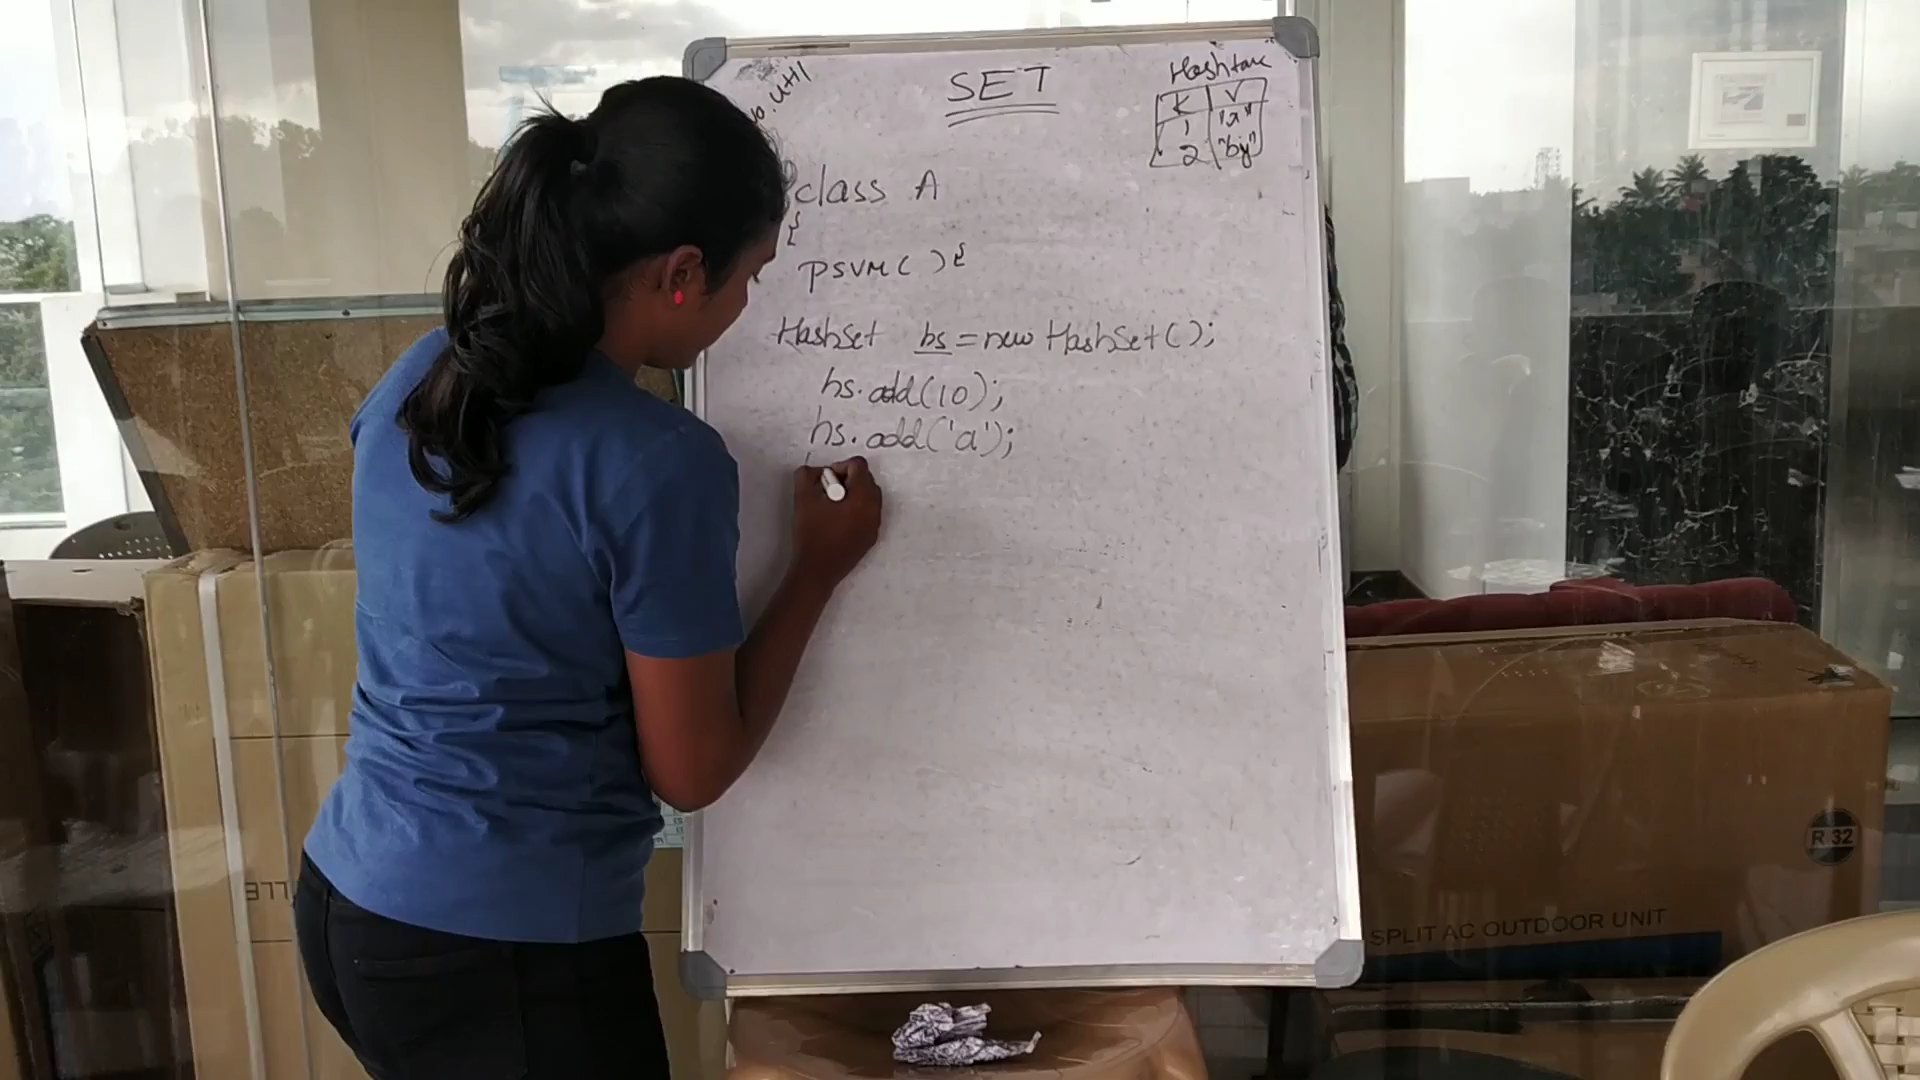 SET
K V
1 "a"
2 "by"
class A
{
PSVM( ) {
HashSet hs = new HashSet( );
hs.add(10);
hs.add('a');
R 32
SPLIT AC OUTDOOR UNIT